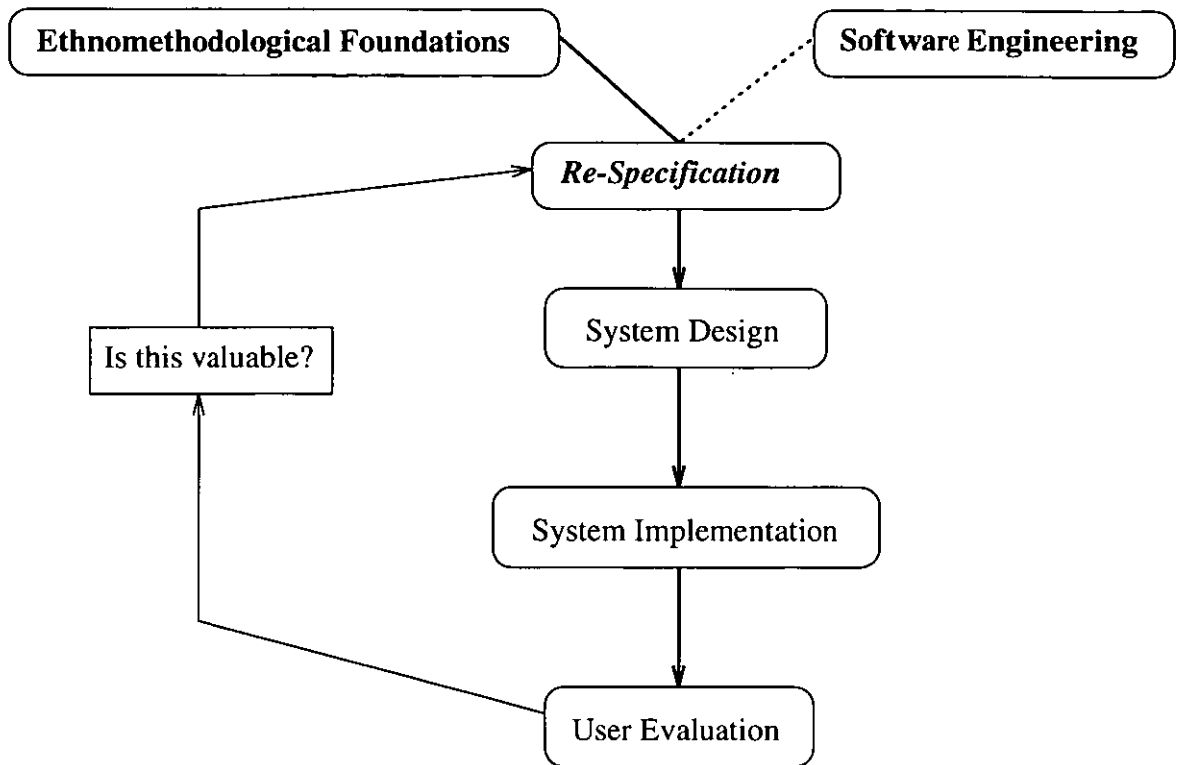 Ethnomethodological Foundations
Software Engineering
Re-Specification
System Design
Is this valuable?
System Implementation
User Evaluation